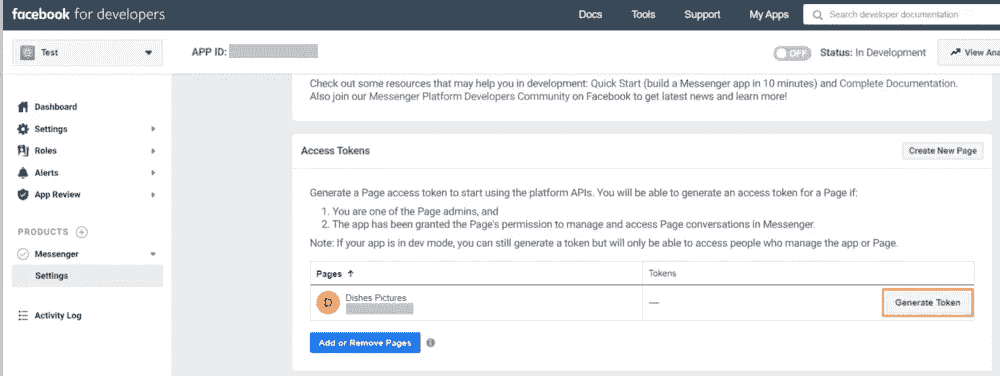 facebook for developers
Docs
Tools
Support
My Apps
Search developer documentation
Test
APP ID:
OFF
Status: In Development
View Ana
Check out some resources that may help you in development: Quick Start (build a Messenger app in 10 minutes) and Complete Documentation.
Also join our Messenger Platform Developers Community on Facebook to get latest news and learn more!
Dashboard
Settings
Roles
Alerts
App Review
PRODUCTS
Messenger
Settings
Activity Log
Access Tokens
Create New Page
Generate a Page access token to start using the platform APIs. You will be able to generate an access token for a Page if:
1. You are one of the Page admins, and
2. The app has been granted the Page's permission to manage and access Page conversations in Messenger.
Note: If your app is in dev mode, you can still generate a token but will only be able to access people who manage the app or Page.
Pages ↑
Tokens
D
Dishes Pictures
—
Generate Token
Add or Remove Pages